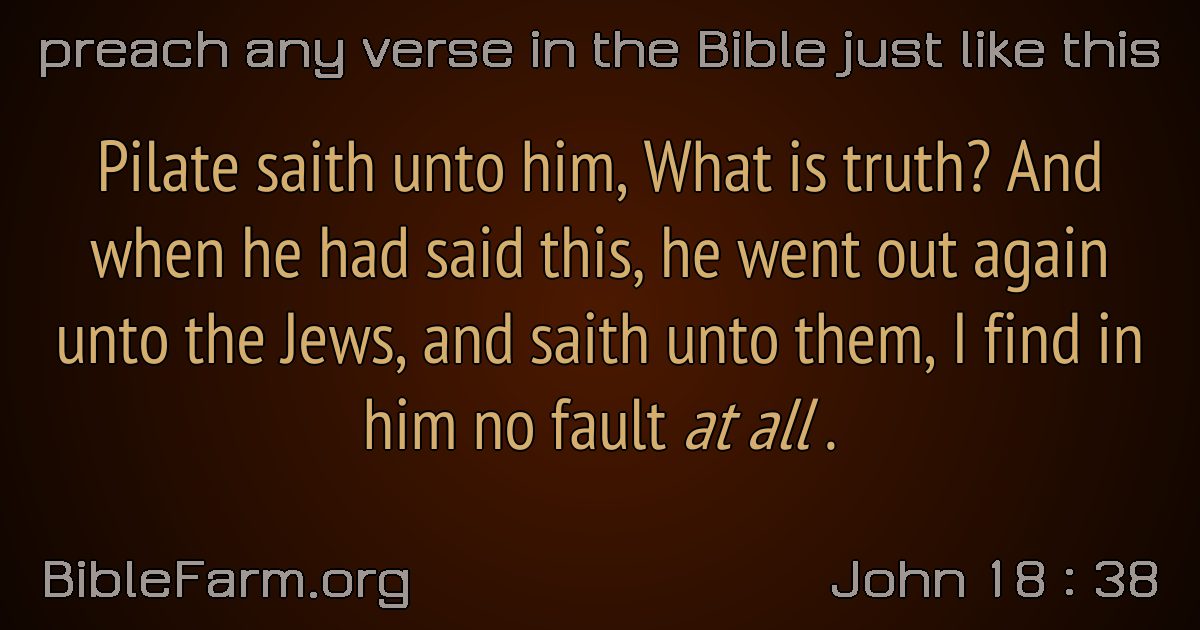 preach any verse in the Bible just like this
Pilate saith unto him, What is truth? And
when he had said this, he went out again
unto the Jews, and saith unto them, I find in
him no fault at all .
BibleFarm.org
John 18 : 38